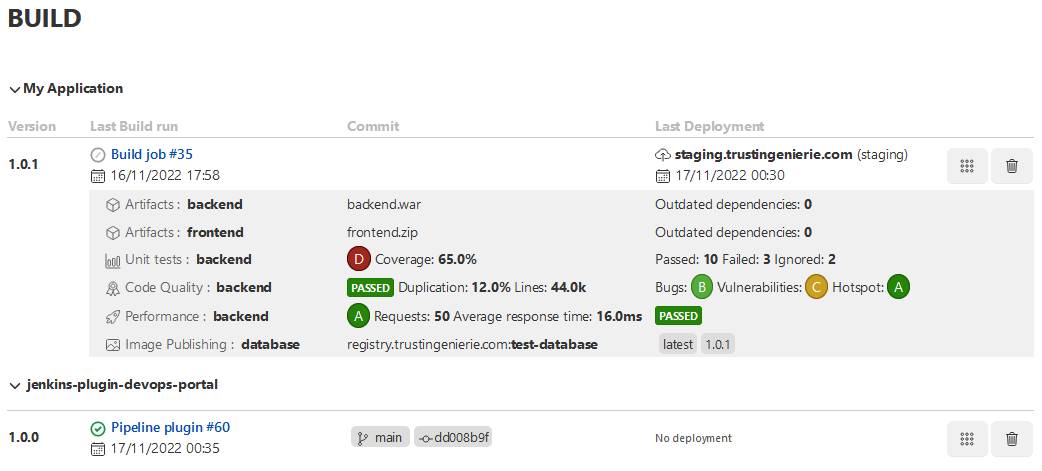 BUILD
My Application
Version Last Build run Commit Last Deployment
1.0.1 Build job #35 staging.trustingenierie.com (staging)
16/11/2022 17:58 17/11/2022 00:30
Artifacts : backend backend.war Outdated dependencies: 0
Artifacts : frontend frontend.zip Outdated dependencies: 0
Unit tests : backend D Coverage: 65.0% Passed: 10 Failed: 3 Ignored: 2
Code Quality : backend PASSED Duplication: 12.0% Lines: 44.0k Bugs: B Vulnerabilities: C Hotspot: A
Performance : backend A Requests: 50 Average response time: 16.0ms PASSED
Image Publishing : database registry.trustingenierie.com:test-database latest 1.0.1
jenkins-plugin-devops-portal
1.0.0 Pipeline plugin #60 main dd008b9f No deployment
17/11/2022 00:35